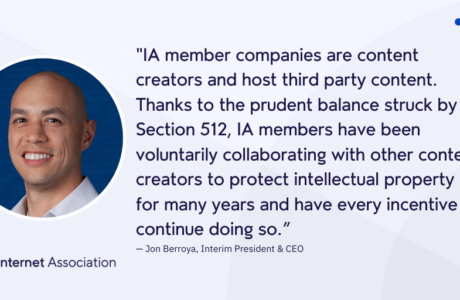 "IA member companies are content
creators and host third party content.
Thanks to the prudent balance struck by
Section 512, IA members have been
voluntarily collaborating with other
creators to protect intellectual property
for many years and have every incentive
continue doing so.”
— Jon Berroya, Interim President & CEO
Internet Association